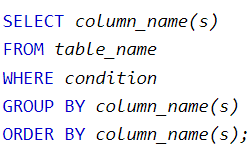 SELECT column_name(s)
FROM table_name
WHERE condition
GROUP BY column_name(s)
ORDER BY column_name(s);